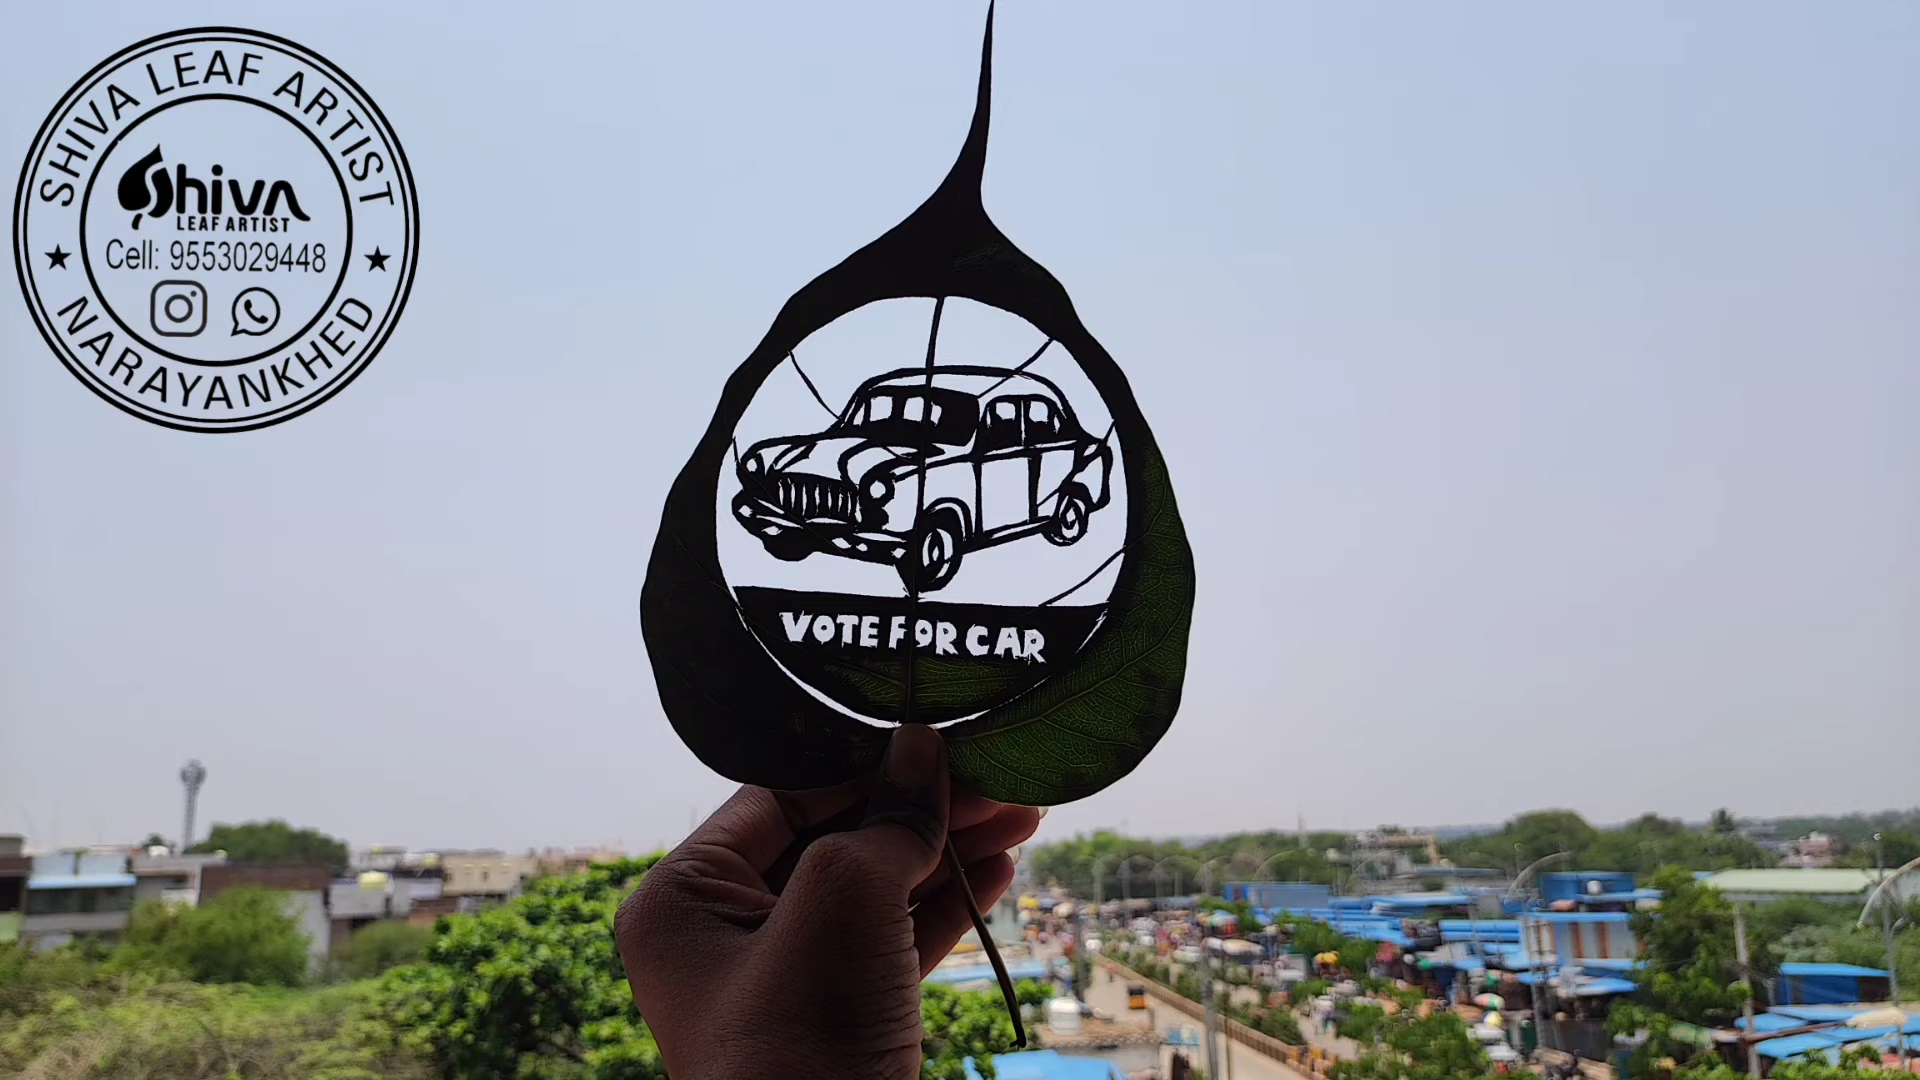 SHIVA LEAF ARTIST
Shiva
LEAF ARTIST
Cell: 9553029448
NARAYANKHED
VOTE FOR CAR